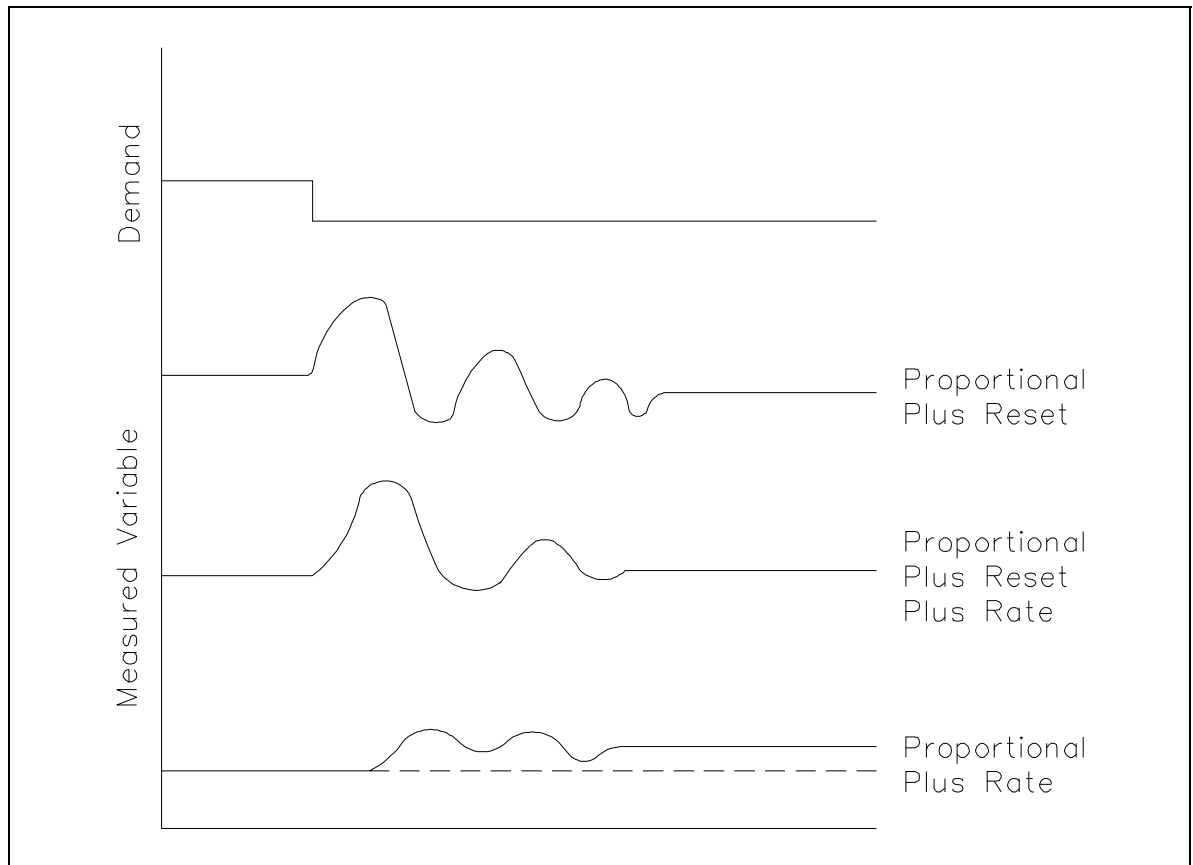 Demand
Measured Variable
Proportional
Plus Reset
Proportional
Plus Reset
Plus Rate
Proportional
Plus Rate